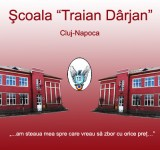 Şcoala “Traian Dârjan”
Cluj-Napoca
„...am steaua mea spre care vreau să zbor cu orice preţ...”